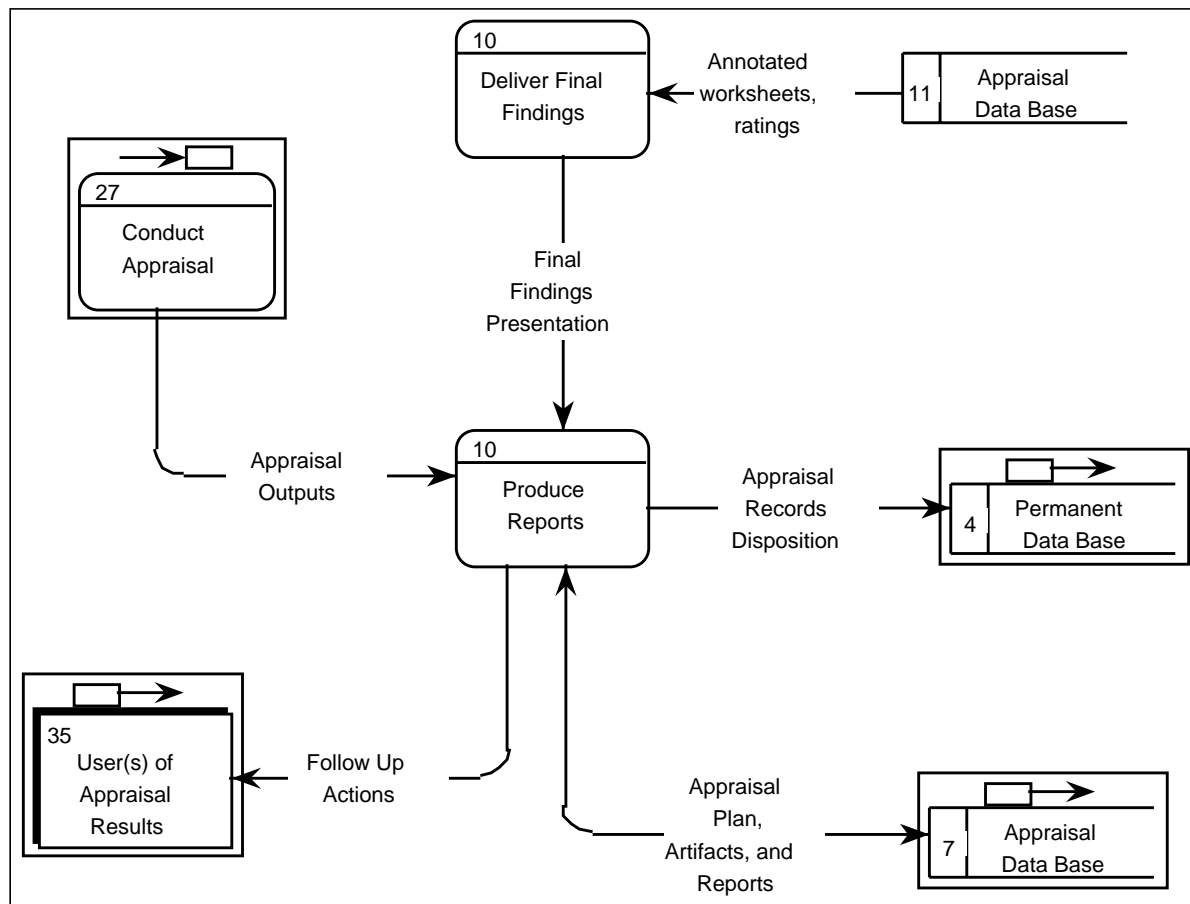 10
Deliver Final
Findings
Annotated
worksheets,
ratings
11
Appraisal
Data Base
27
Conduct
Appraisal
Final
Findings
Presentation
Appraisal
Outputs
10
Produce
Reports
Appraisal
Records
Disposition
4
Permanent
Data Base
35
User(s) of
Appraisal
Results
Follow Up
Actions
Appraisal
Plan,
Artifacts, and
Reports
7
Appraisal
Data Base